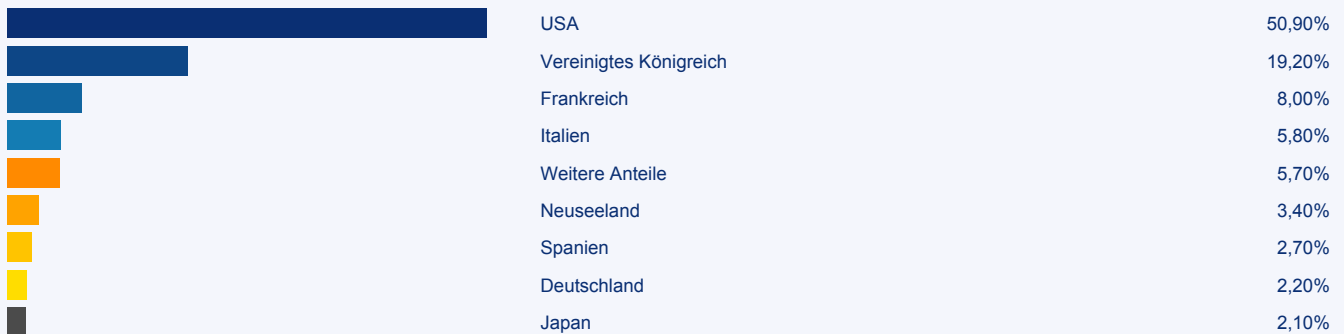 USA 50,90%
Vereinigtes Königreich 19,20%
Frankreich 8,00%
Italien 5,80%
Weitere Anteile 5,70%
Neuseeland 3,40%
Spanien 2,70%
Deutschland 2,20%
Japan 2,10%